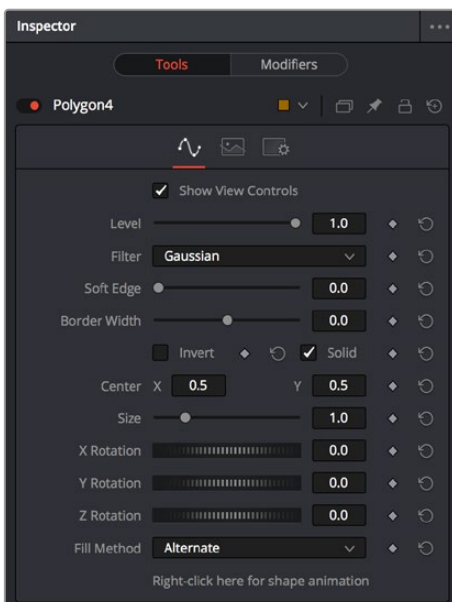 Inspector
Tools Modifiers
Polygon4
Show View Controls
Level 1.0
Filter Gaussian
Soft Edge 0.0
Border Width 0.0
Invert Solid
Center X 0.5 Y 0.5
Size 1.0
X Rotation 0.0
Y Rotation 0.0
Z Rotation 0.0
Fill Method Alternate
Right-click here for shape animation